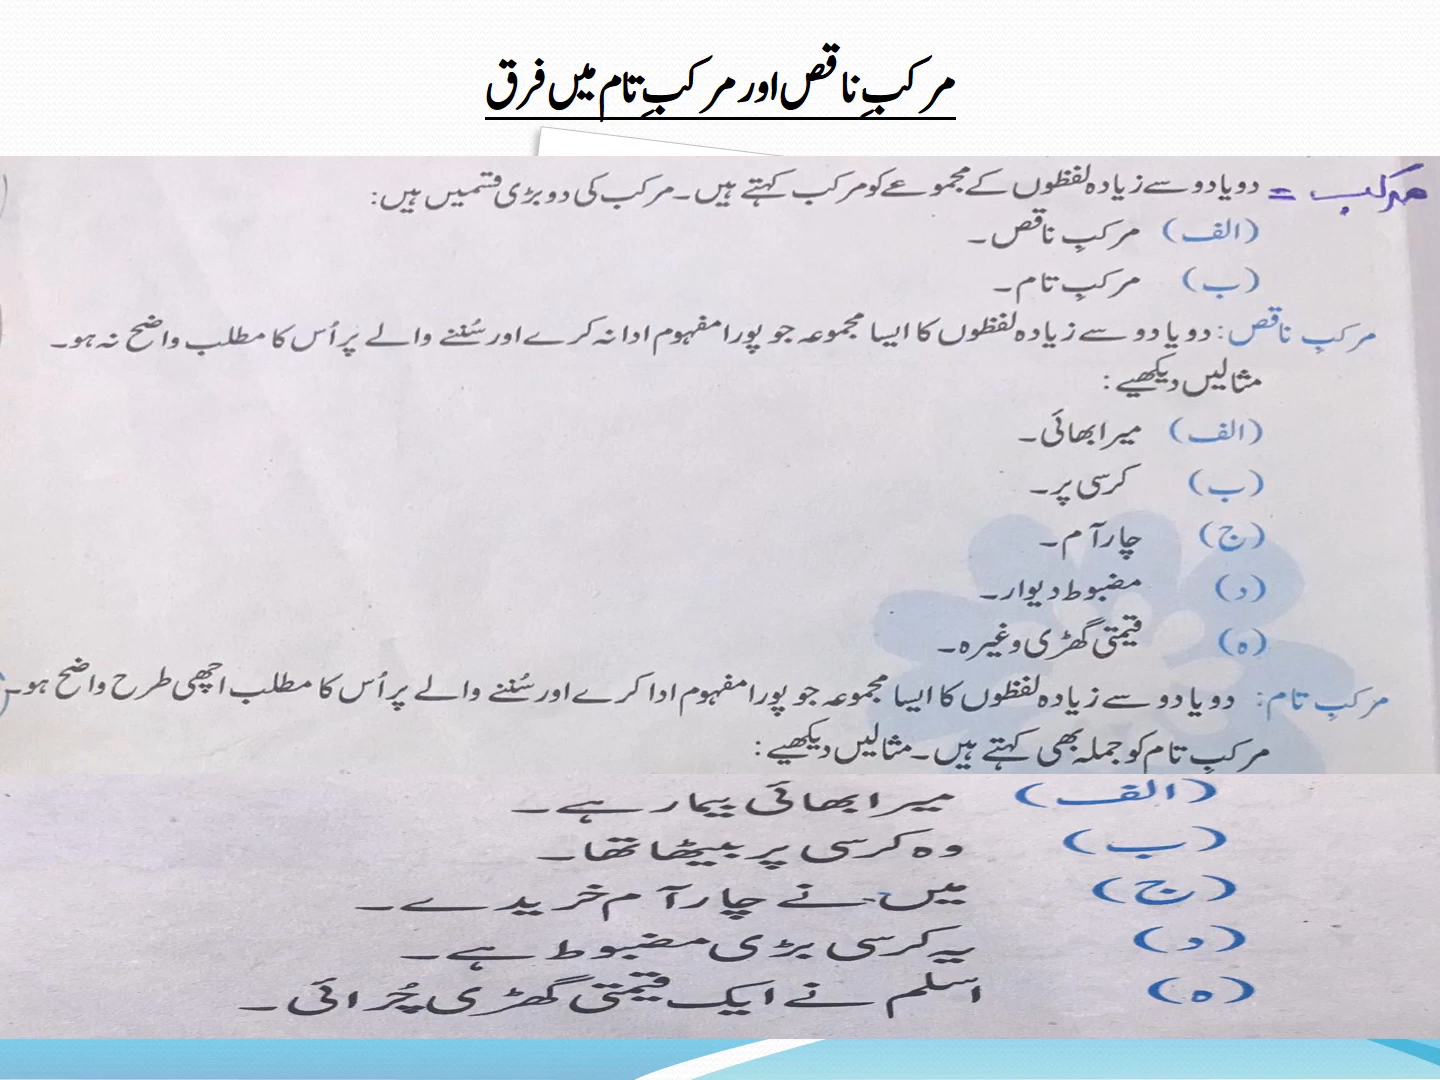 مرکبِ ناقص اور مرکبِ تام میں فرق
مرکب = دو یا دو سے زیادہ لفظوں کے مجموعے کو مرکب کہتے ہیں۔ مرکب کی دو بڑی قسمیں ہیں:
(الف) مرکبِ ناقص۔
(ب) مرکبِ تام۔
مرکبِ ناقص: دو یا دو سے زیادہ لفظوں کا ایسا مجموعہ جو پورا مفہوم ادا نہ کرے اور سُننے والے پر اُس کا مطلب واضح نہ ہو۔
مثالیں دیکھیے:
(الف) میرا بھائی۔
(ب) کرسی پر۔
(ج) چار آم۔
(د) مضبوط دیوار۔
(ہ) قیمتی گھڑی وغیرہ۔
مرکبِ تام: دو یا دو سے زیادہ لفظوں کا ایسا مجموعہ جو پورا مفہوم ادا کرے اور سُننے والے پر اُس کا مطلب اچھی طرح واضح ہو۔
مرکبِ تام کو جملہ بھی کہتے ہیں۔ مثالیں دیکھیے:
(الف) میرا بھائی بیمار ہے۔
(ب) وہ کرسی پر بیٹھا تھا۔
(ج) میں نے چار آم خریدے۔
(د) یہ کرسی بڑی مضبوط ہے۔
(ہ) اسلم نے ایک قیمتی گھڑی چُرائی۔